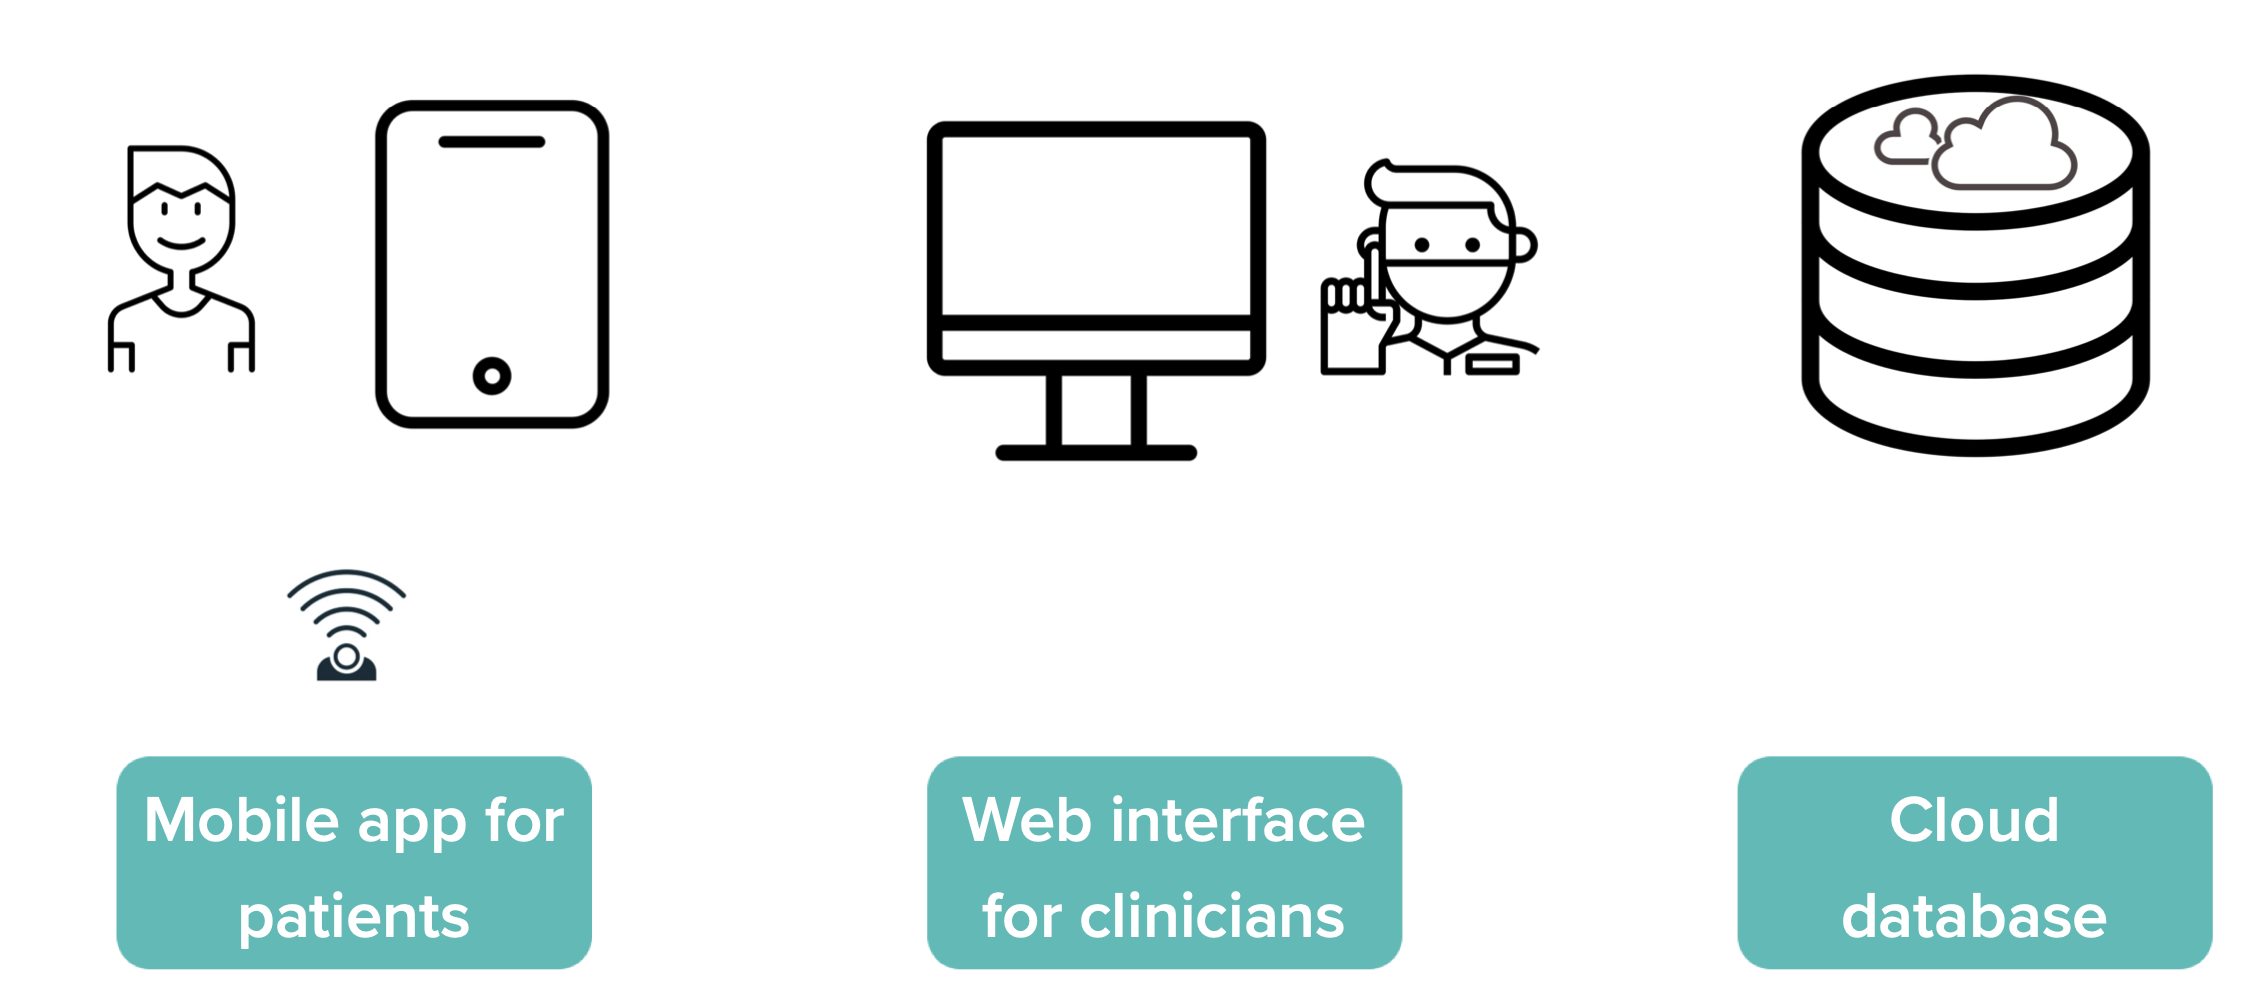 Mobile app for
patients
Web interface
for clinicians
Cloud
database